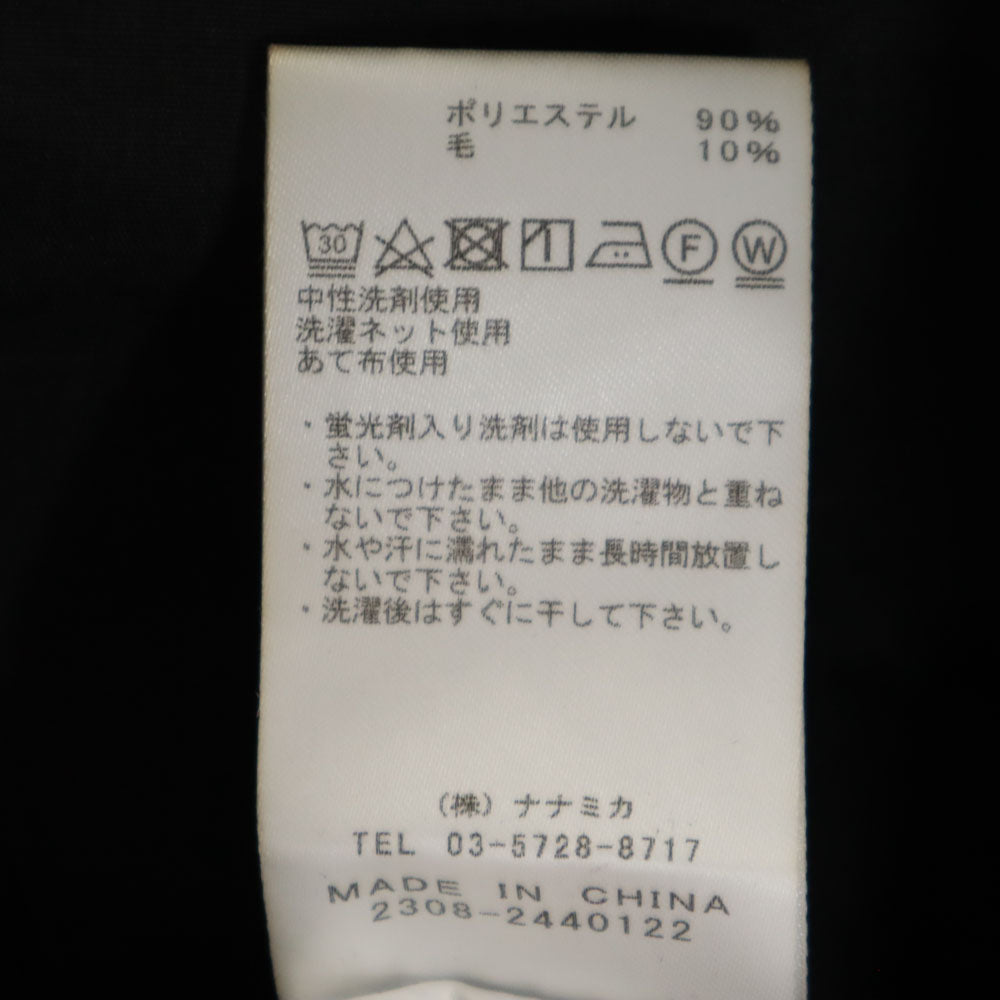 ポリエステル 90%
毛 10%
30 F W
中性洗剤使用
洗濯ネット使用
あて布使用
・蛍光剤入り洗剤は使用しないで下
さい。
・水につけたまま他の洗濯物と重ね
ないで下さい。
・水や汗に濡れたまま長時間放置し
ないで下さい。
・洗濯後はすぐに干して下さい。
(株) ナナミカ
TEL 03-5728-8717
MADE IN CHINA
2308-2440122